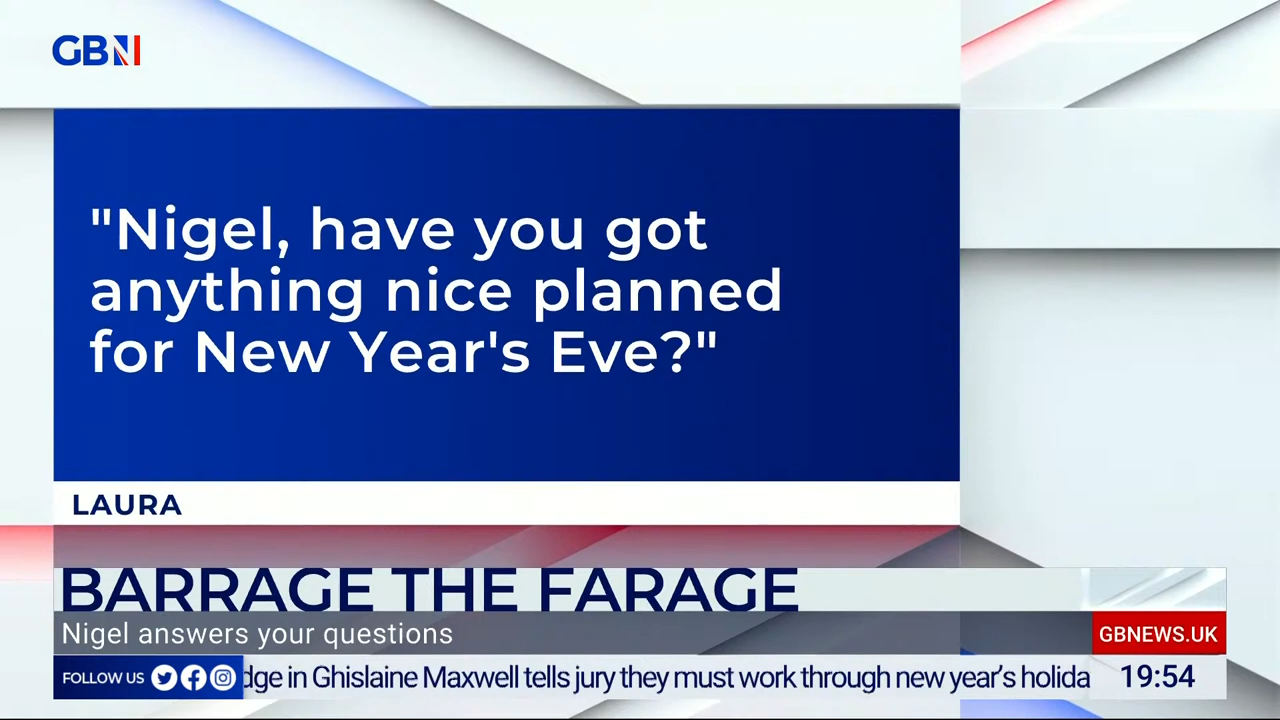 GBN
"Nigel, have you got
anything nice planned
for New Year's Eve?"
LAURA
BARRAGE THE FARAGE
Nigel answers your questions
GBNEWS.UK
FOLLOW US
dge in Ghislaine Maxwell tells jury they must work through new year's holida
19:54